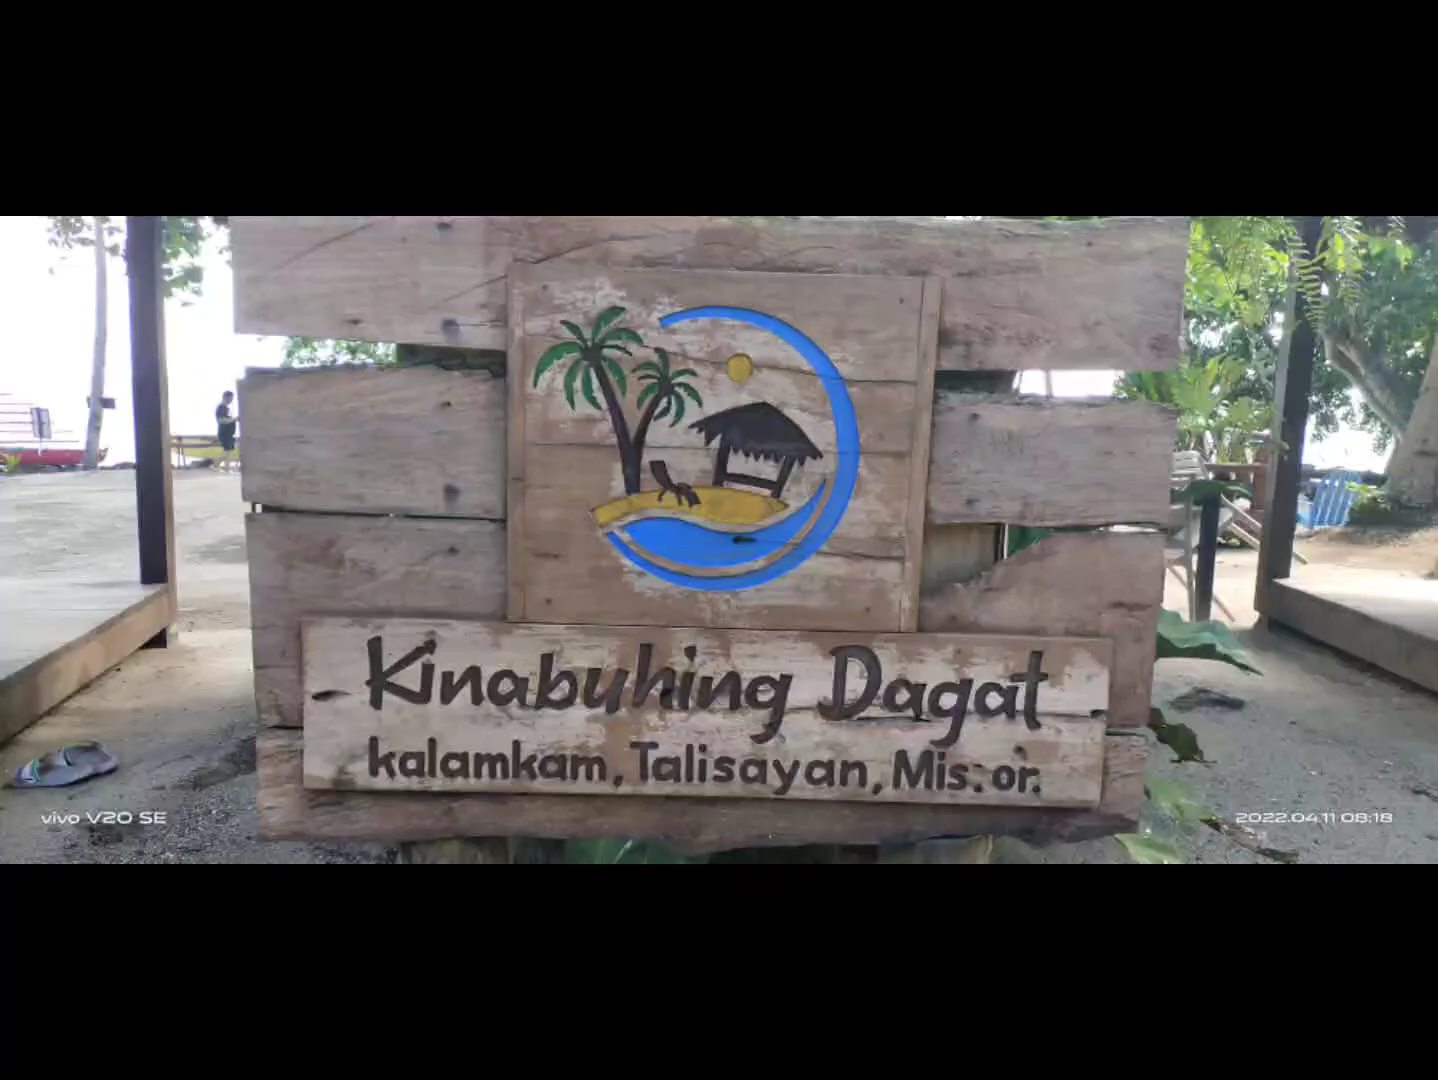 Kinabuhing Dagat
kalamkam, Talisayan, Mis. or.
vivo V20 SE
2022.04.11 08:18